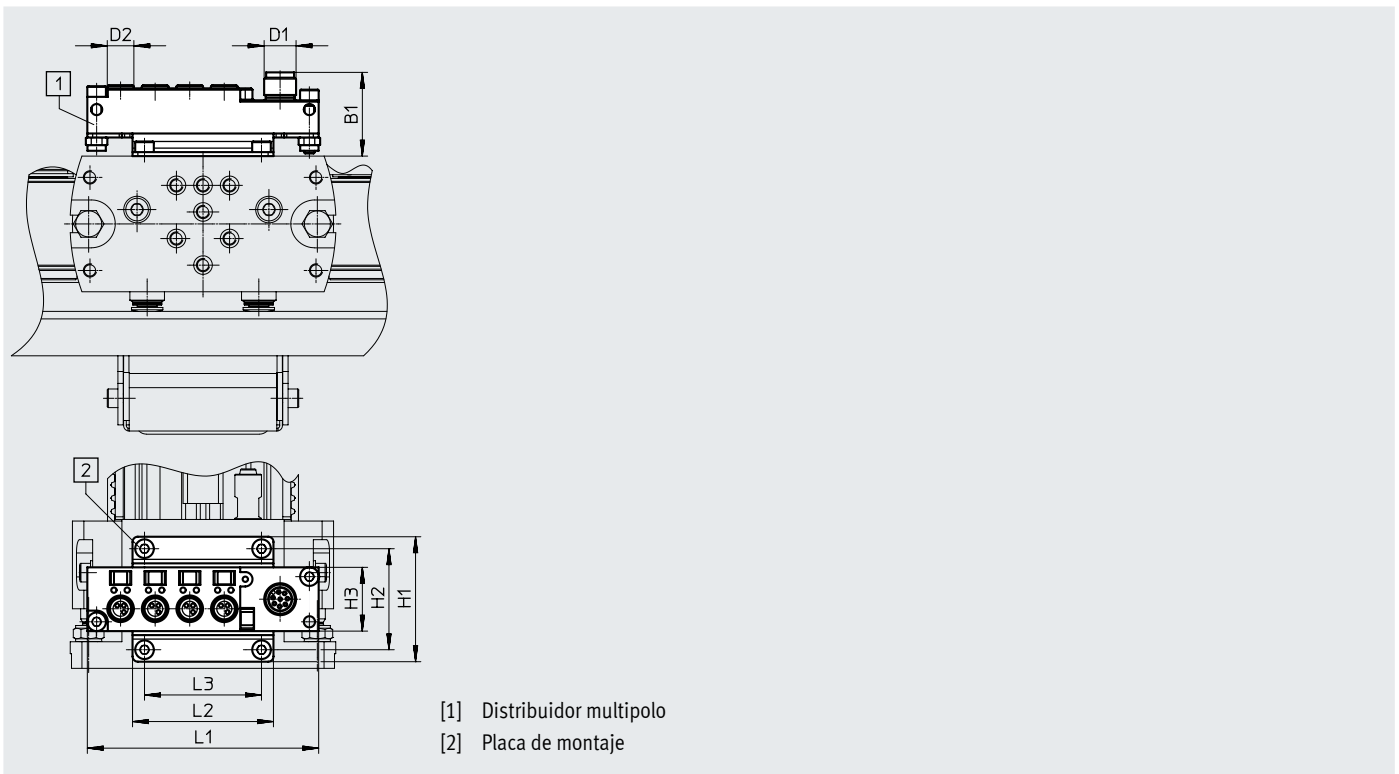 D2
D1
1
B1
2
H3
H2
H1
L3
L2
L1
[1] Distribuidor multipolo
[2] Placa de montaje